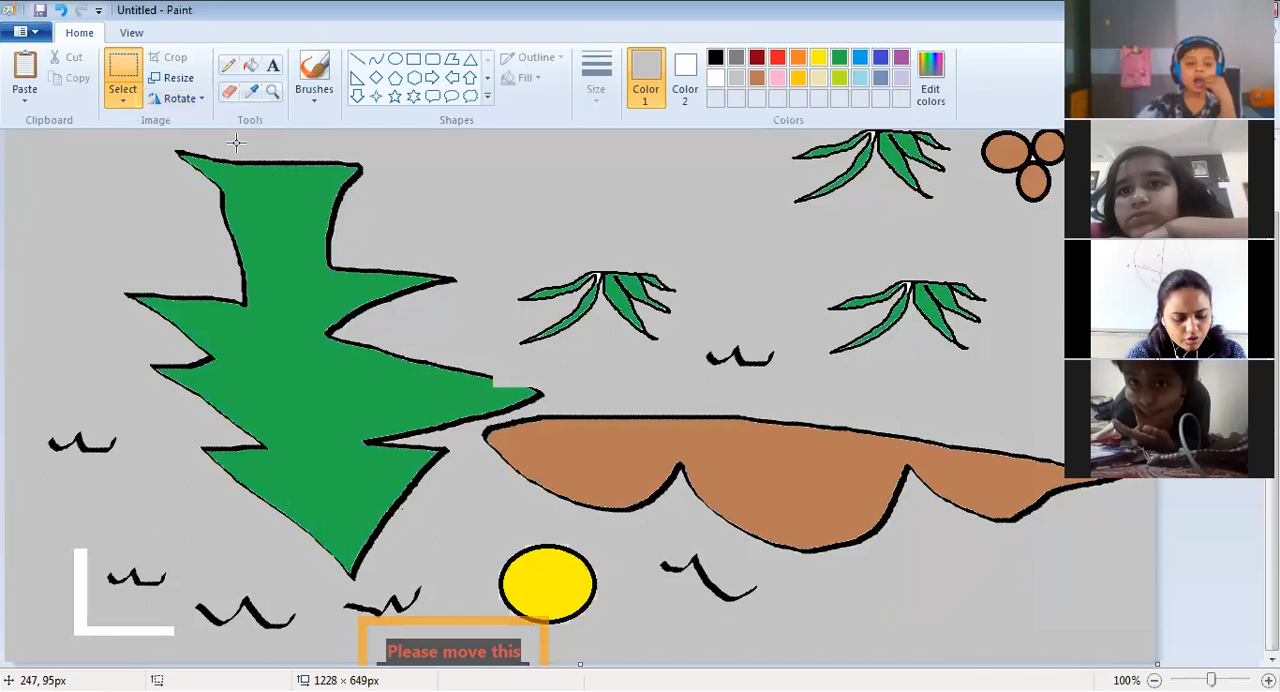 Untitled - Paint
Home
View
Paste
Cut
Copy
Clipboard
Select
Crop
Resize
Rotate
Image
A
Tools
Brushes
Shapes
Outline
Fill
Size
Color 1
Color 2
Edit colors
Colors
Please move this
247, 95px
1228 × 649px
100%